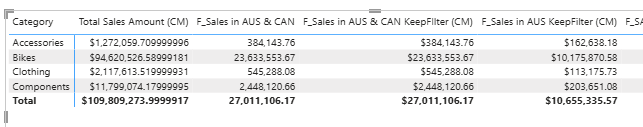 Category Total Sales Amount (CM) F_Sales in AUS & CAN F_Sales in AUS & CAN KeepFIlter (CM) F_Sales in AUS KeepFilter (CM) F_SA
Accessories $1,272,059.709999996 384,143.76 $384,143.76 $162,638.18
Bikes $94,620,526.58999181 23,633,553.67 $23,633,553.67 $10,175,870.58
Clothing $2,117,613.519999931 545,288.08 $545,288.08 $113,175.73
Components $11,799,074.17999995 2,448,120.66 $2,448,120.66 $203,651.08
Total $109,809,273.9999917 27,011,106.17 $27,011,106.17 $10,655,335.57